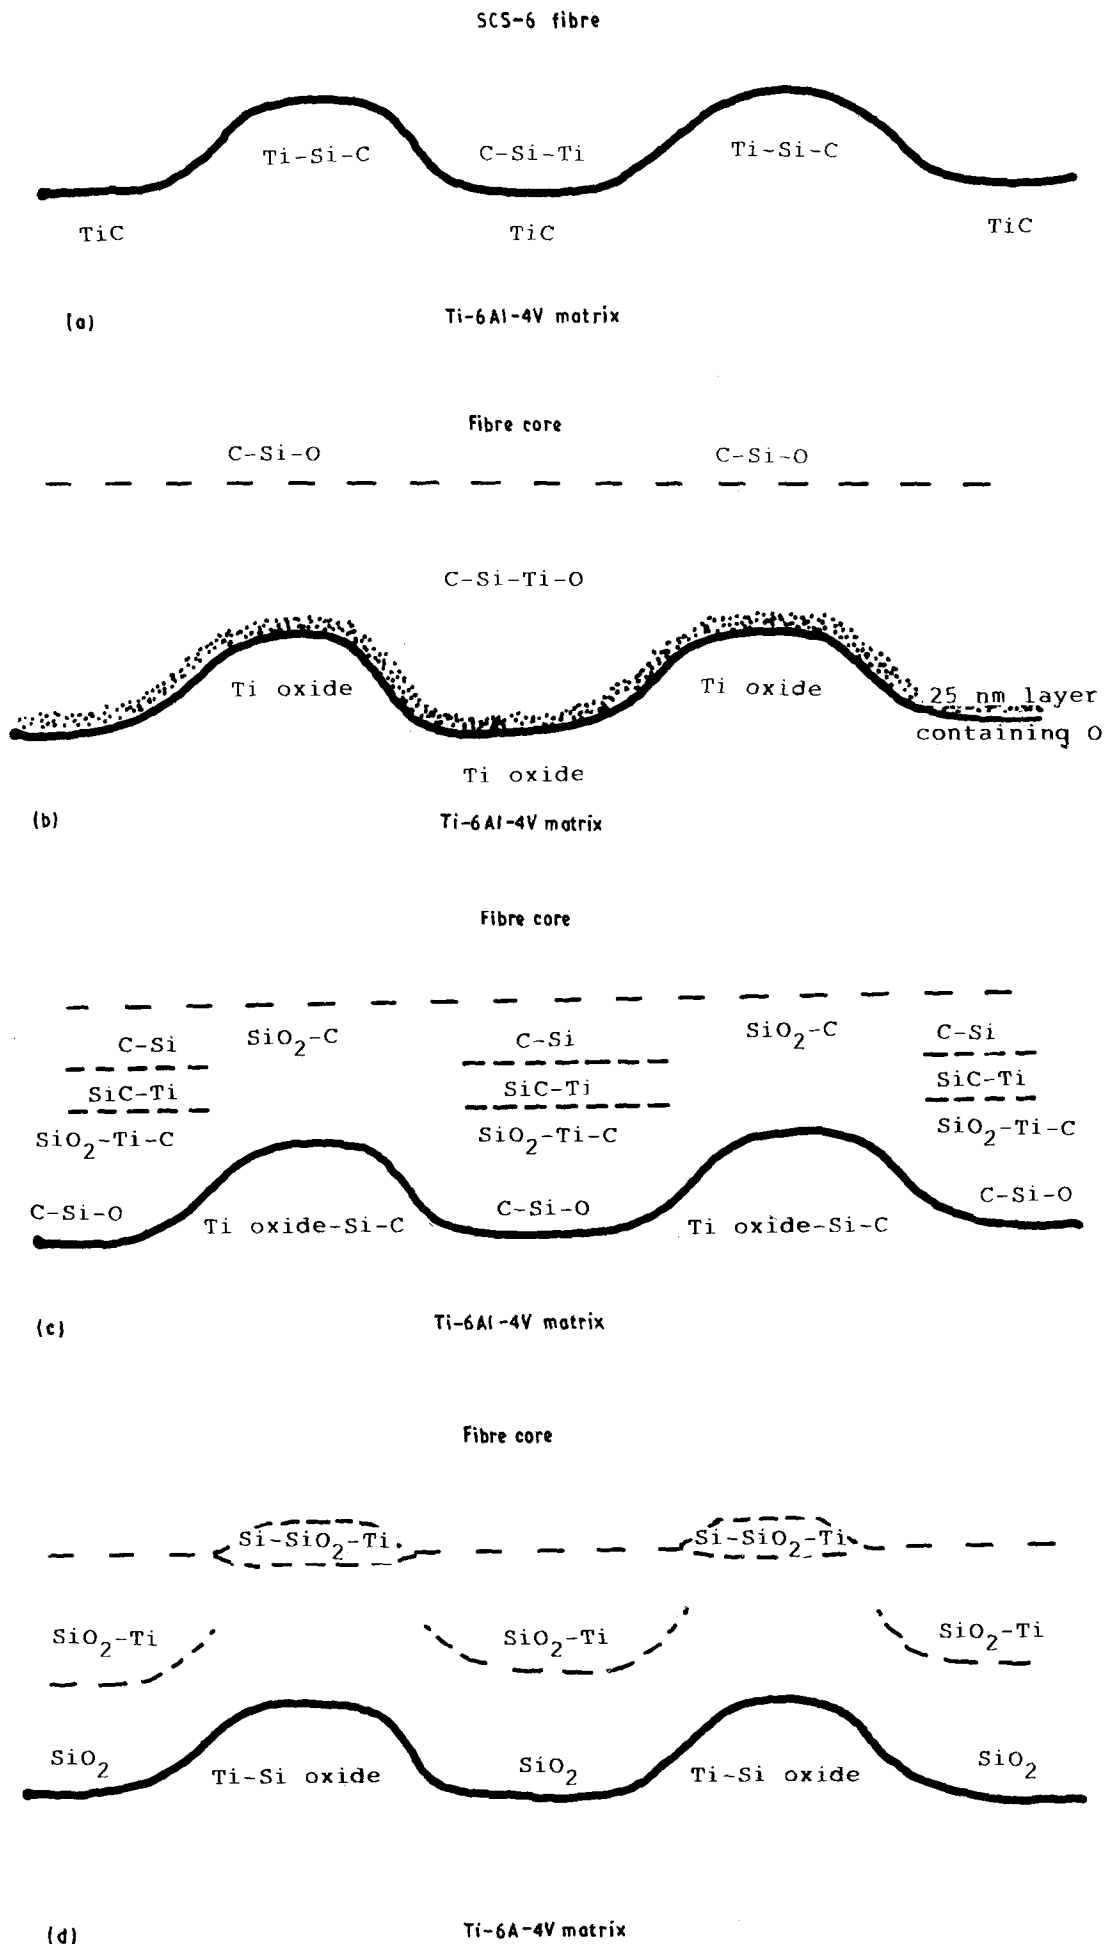 SCS-6 fibre
Ti-Si-C C-Si-Ti Ti-Si-C
TiC TiC TiC
(a) Ti-6Al-4V matrix
Fibre core
C-Si-O C-Si-O
C-Si-Ti-O
Ti oxide Ti oxide 25 nm layer
containing O
Ti oxide
(b) Ti-6Al-4V matrix
Fibre core
C-Si SiO2-C C-Si SiO2-C C-Si
SiC-Ti SiC-Ti SiC-Ti
SiO2-Ti-C SiO2-Ti-C SiO2-Ti-C
C-Si-O Ti oxide-Si-C C-Si-O Ti oxide-Si-C C-Si-O
(c) Ti-6Al-4V matrix
Fibre core
Si-SiO2-Ti Si-SiO2-Ti
SiO2-Ti SiO2-Ti SiO2-Ti
SiO2 Ti-Si oxide SiO2 Ti-Si oxide SiO2
(d) Ti-6A-4V matrix